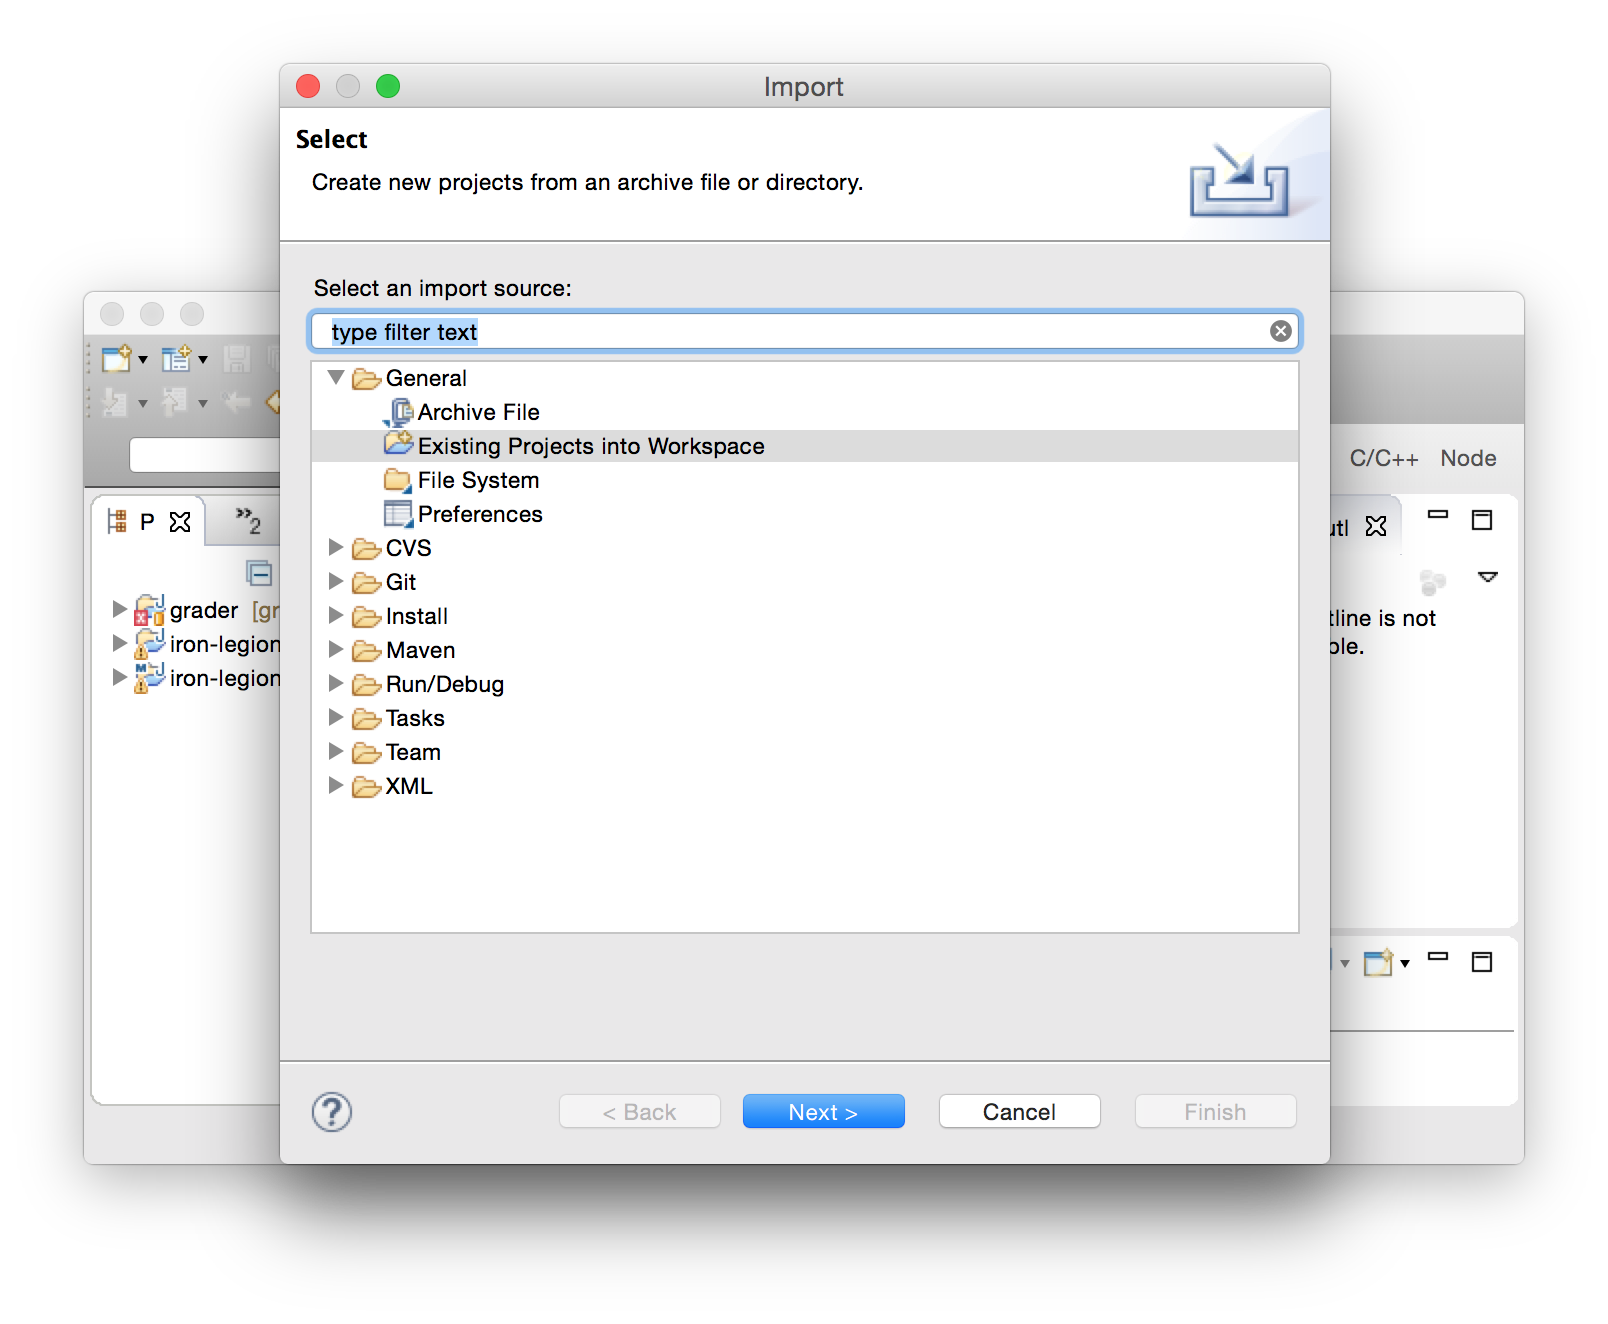 Import
Select
Create new projects from an archive file or directory.
Select an import source:
type filter text
General
Archive File
Existing Projects into Workspace
File System
Preferences
CVS
Git
Install
Maven
Run/Debug
Tasks
Team
XML
< Back
Next >
Cancel
Finish
P
»2
grader [gr
iron-legion
iron-legion
C/C++ Node
utl
tline is not
ble.